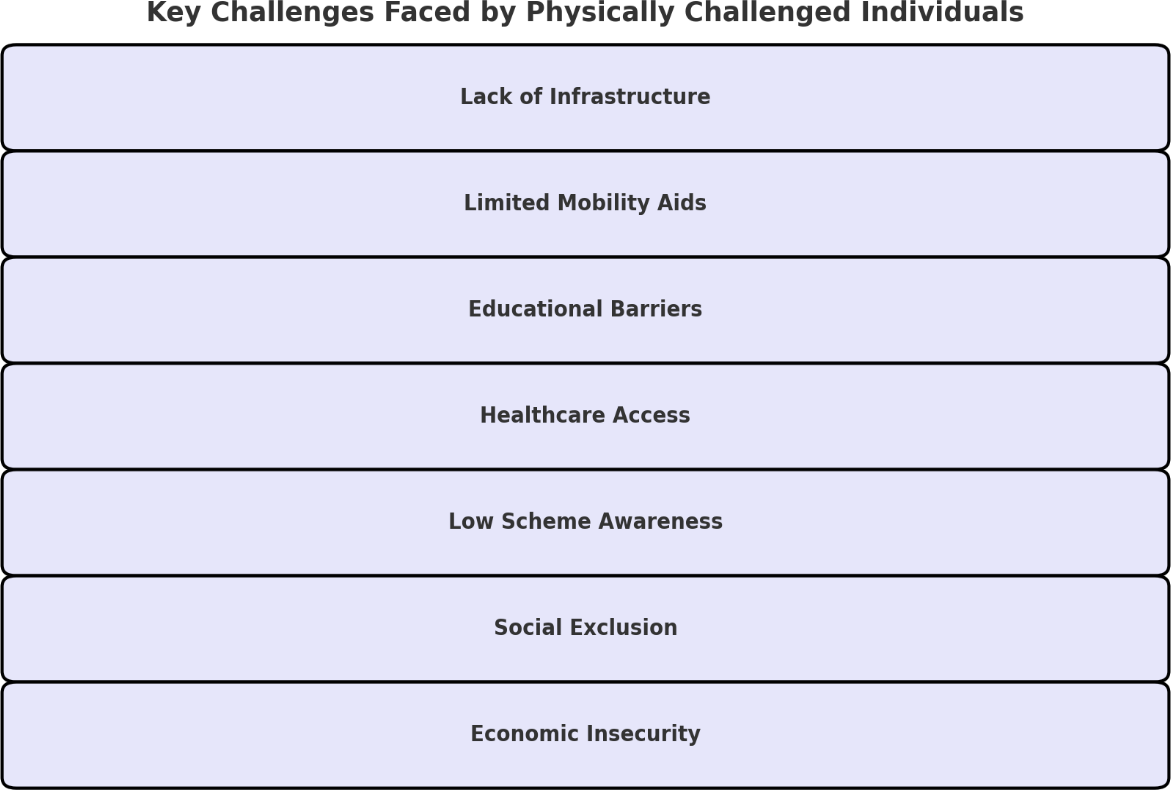 Key Challenges Faced by Physically Challenged Individuals
Lack of Infrastructure
Limited Mobility Aids
Educational Barriers
Healthcare Access
Low Scheme Awareness
Social Exclusion
Economic Insecurity